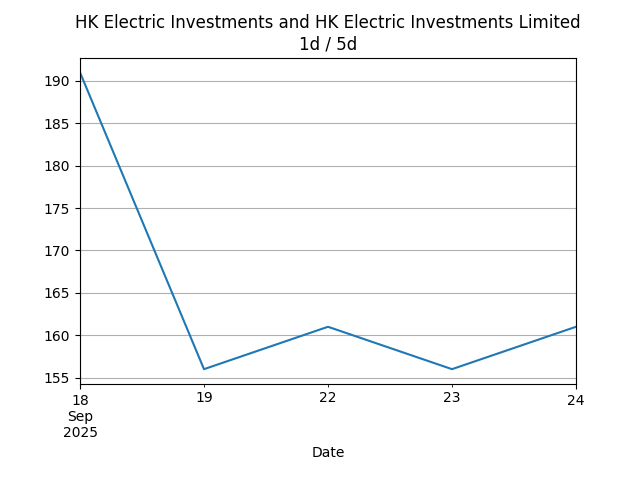 HK Electric Investments and HK Electric Investments Limited
1d / 5d
190
185
180
175
170
165
160
155
18 19 22 23 24
Sep
2025
Date